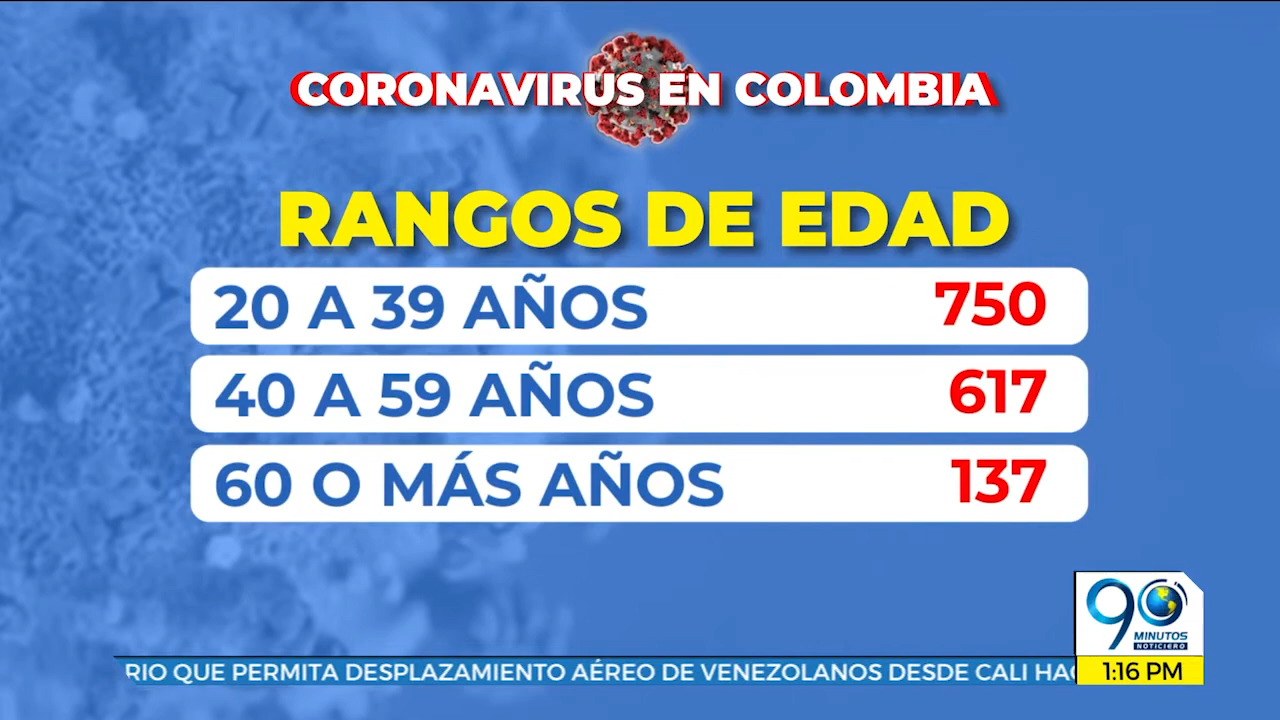 CORONAVIRUS EN COLOMBIA
RANGOS DE EDAD
20 A 39 AÑOS 750
40 A 59 AÑOS 617
60 O MÁS AÑOS 137
90
MINUTOS
NOTICIERO
QUE PERMITA DESPLAZAMIENTO AÉREO DE VENEZOLANOS DESDE CALI
1:16 PM